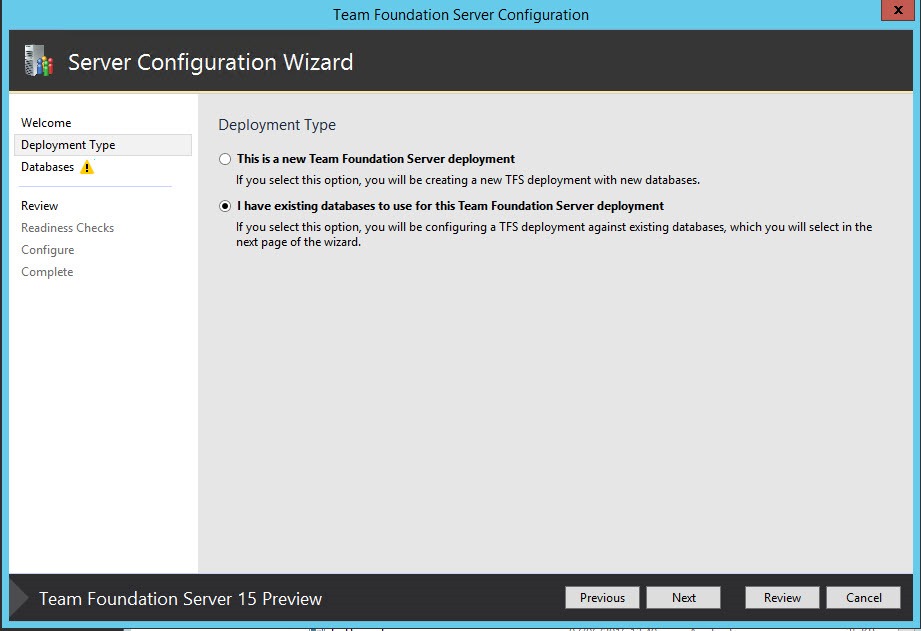 Team Foundation Server Configuration
x
Server Configuration Wizard
Welcome
Deployment Type
Databases
Review
Readiness Checks
Configure
Complete
Deployment Type
This is a new Team Foundation Server deployment
If you select this option, you will be creating a new TFS deployment with new databases.
I have existing databases to use for this Team Foundation Server deployment
If you select this option, you will be configuring a TFS deployment against existing databases, which you will select in the
next page of the wizard.
Team Foundation Server 15 Preview
Previous
Next
Review
Cancel